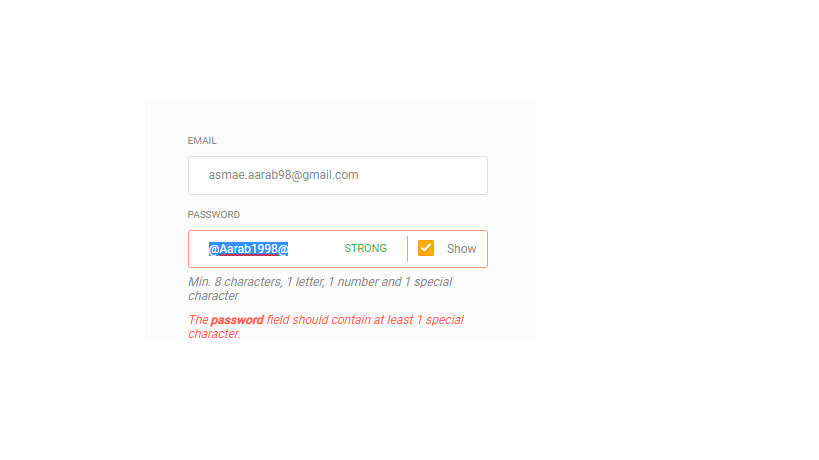 EMAIL
asmae.aarab98@gmail.com
PASSWORD
@Aarab1998@ STRONG Show
Min. 8 characters, 1 letter, 1 number and 1 special
character
The password field should contain at least 1 special
character.